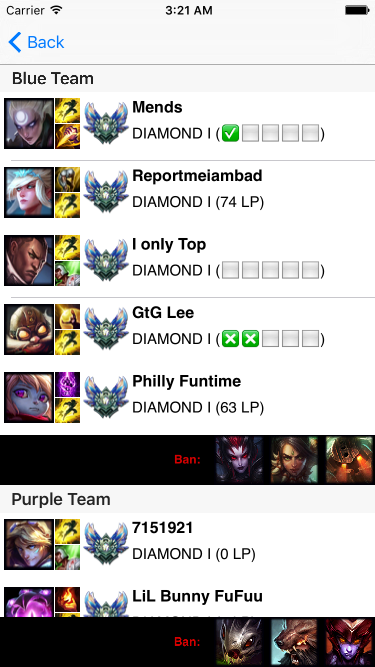 Carrier 3:21 AM
Back
Blue Team
Mends
DIAMOND I (✅⬜⬜⬜⬜)
Reportmeiambad
DIAMOND I (74 LP)
I only Top
DIAMOND I (⬜⬜⬜⬜⬜)
GtG Lee
DIAMOND I (❎❎⬜⬜⬜)
Philly Funtime
DIAMOND I (63 LP)
Ban:
Purple Team
7151921
DIAMOND I (0 LP)
LiL Bunny FuFuu
Ban: